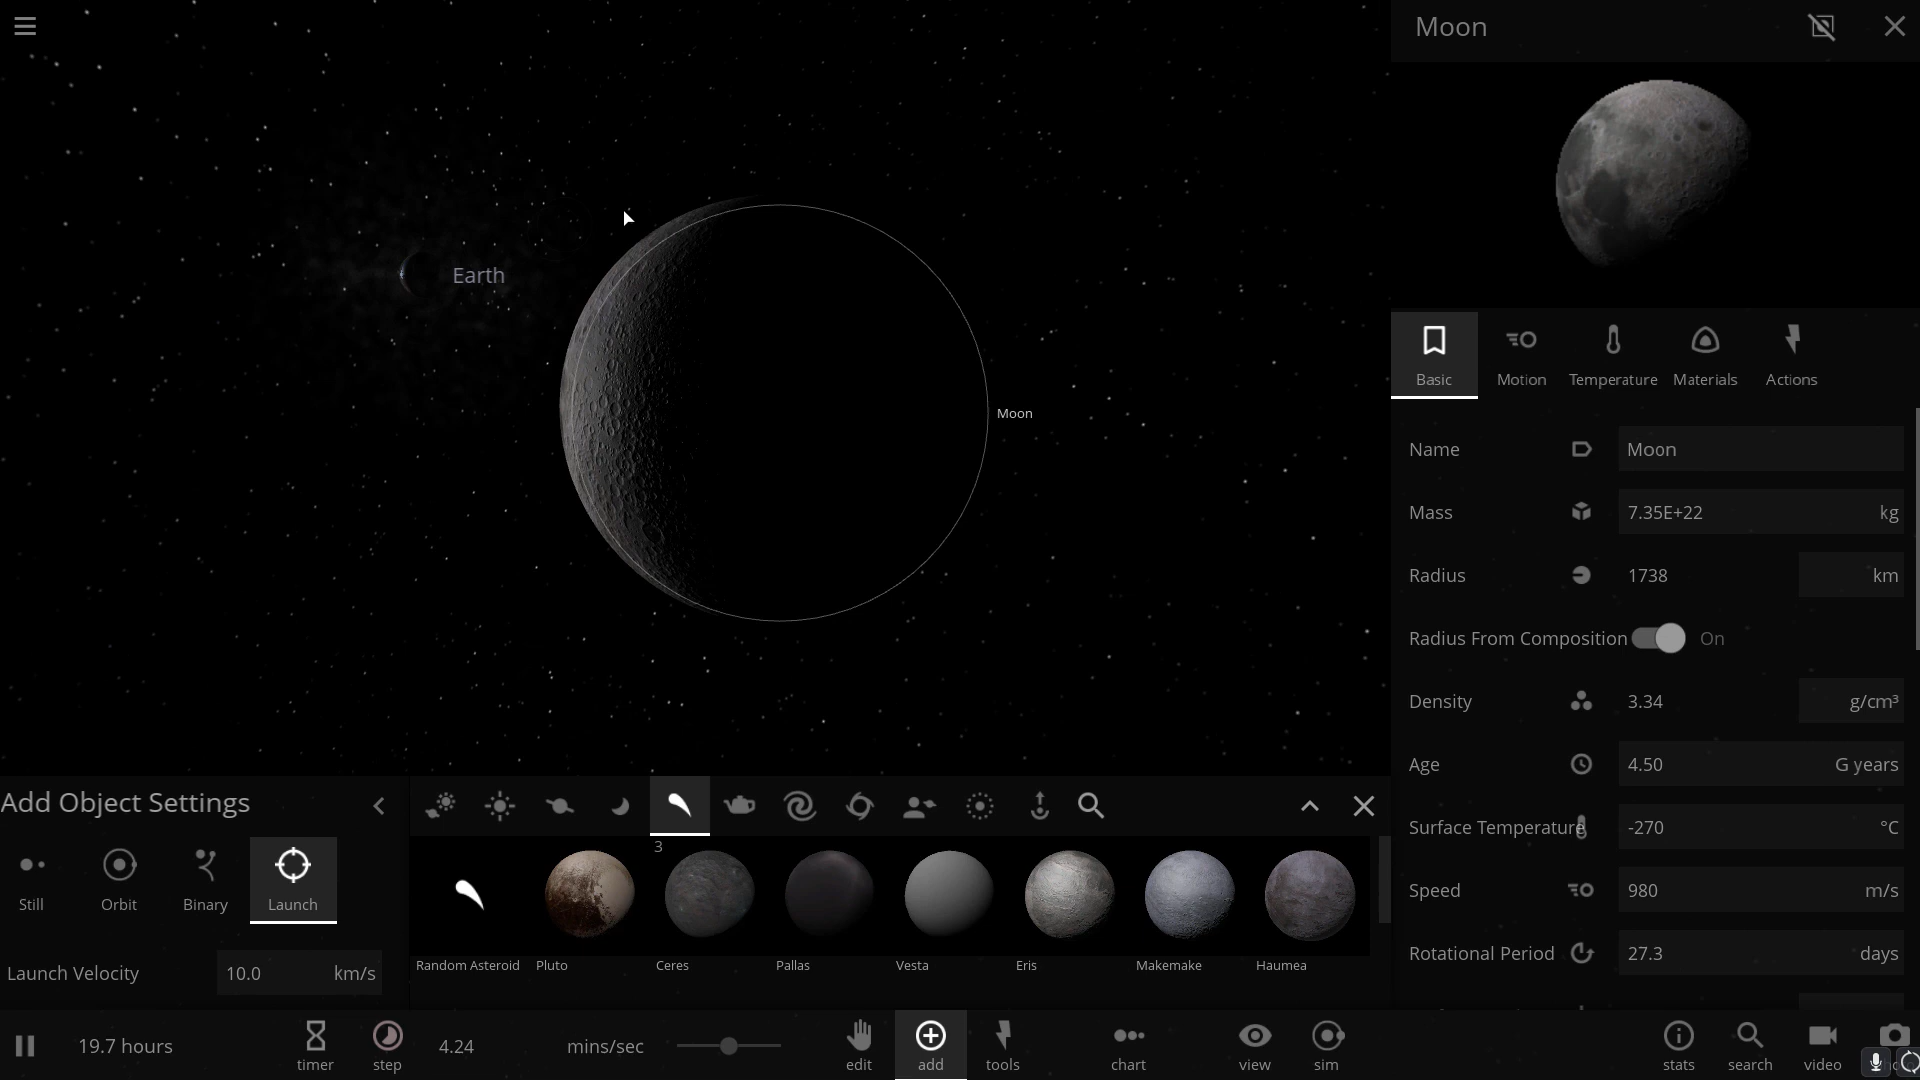 Moon
Earth
Moon
Basic
Motion
Temperature
Materials
Actions
Name
Moon
Mass
7.35E+22 kg
Radius
1738 km
Radius From Composition
On
Density
3.34 g/cm³
Age
4.50 G years
Surface Temperature
-270 °C
Speed
980 m/s
Rotational Period
27.3 days
Add Object Settings
Still
Orbit
Binary
Launch
Launch Velocity
10.0 km/s
3
Random Asteroid
Pluto
Ceres
Pallas
Vesta
Eris
Makemake
Haumea
19.7 hours
timer
step
4.24 mins/sec
edit
add
tools
chart
view
sim
stats
search
video